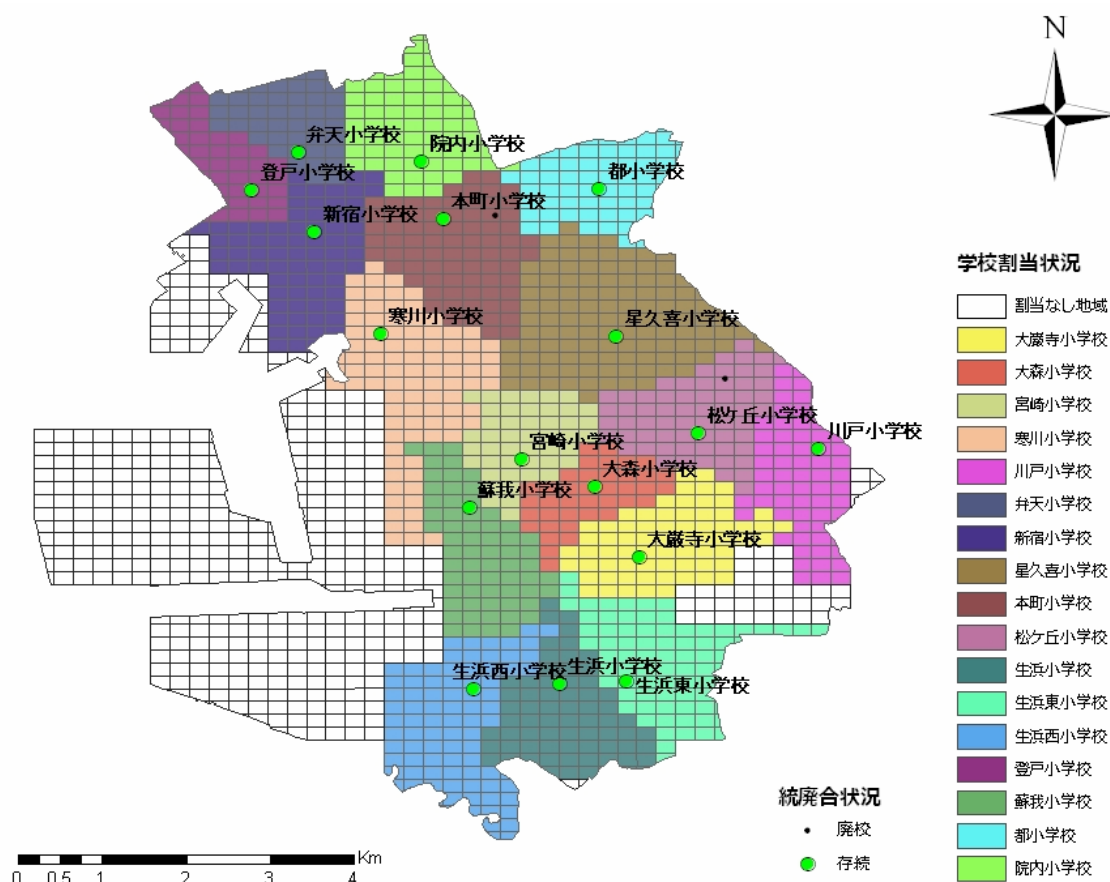 N
弁天小学校
院内小学校
登戸小学校
都小学校
本町小学校
新宿小学校
寒川小学校
星久喜小学校
松ケ丘小学校
川戸小学校
宮崎小学校
大森小学校
蘇我小学校
大厳寺小学校
生浜西小学校
生浜小学校
生浜東小学校
学校割当状況
割当なし地域
大巌寺小学校
大森小学校
宮崎小学校
寒川小学校
川戸小学校
弁天小学校
新宿小学校
星久喜小学校
本町小学校
松ケ丘小学校
生浜小学校
生浜東小学校
生浜西小学校
登戸小学校
蘇我小学校
都小学校
院内小学校
統廃合状況
廃校
存続
Km
0 0.5 1 2 3 4